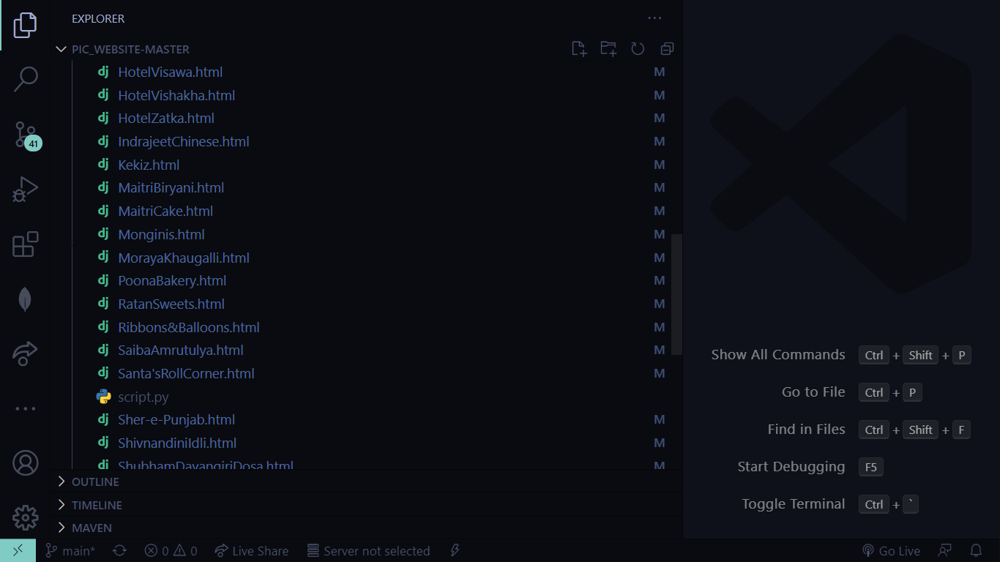 EXPLORER
PIC_WEBSITE-MASTER
dj HotelVisawa.html M
dj HotelVishakha.html M
dj HotelZatka.html M
dj IndrajeetChinese.html M
41
dj Kekiz.html M
dj MaitriBiryani.html M
dj MaitriCake.html M
dj Monginis.html M
dj MorayaKhaugalli.html M
dj PoonaBakery.html M
dj RatanSweets.html M
dj Ribbons&Balloons.html M
dj SaibaAmrutulya.html M
dj Santa'sRollCorner.html M
script.py
dj Sher-e-Punjab.html M
dj ShivnandiniIdli.html M
dj ShubhamDavangiriDosa.html M
OUTLINE
TIMELINE
MAVEN
Show All Commands Ctrl + Shift + P
Go to File Ctrl + P
Find in Files Ctrl + Shift + F
Start Debugging F5
Toggle Terminal Ctrl + `
main* 0 0 Live Share Server not selected Go Live